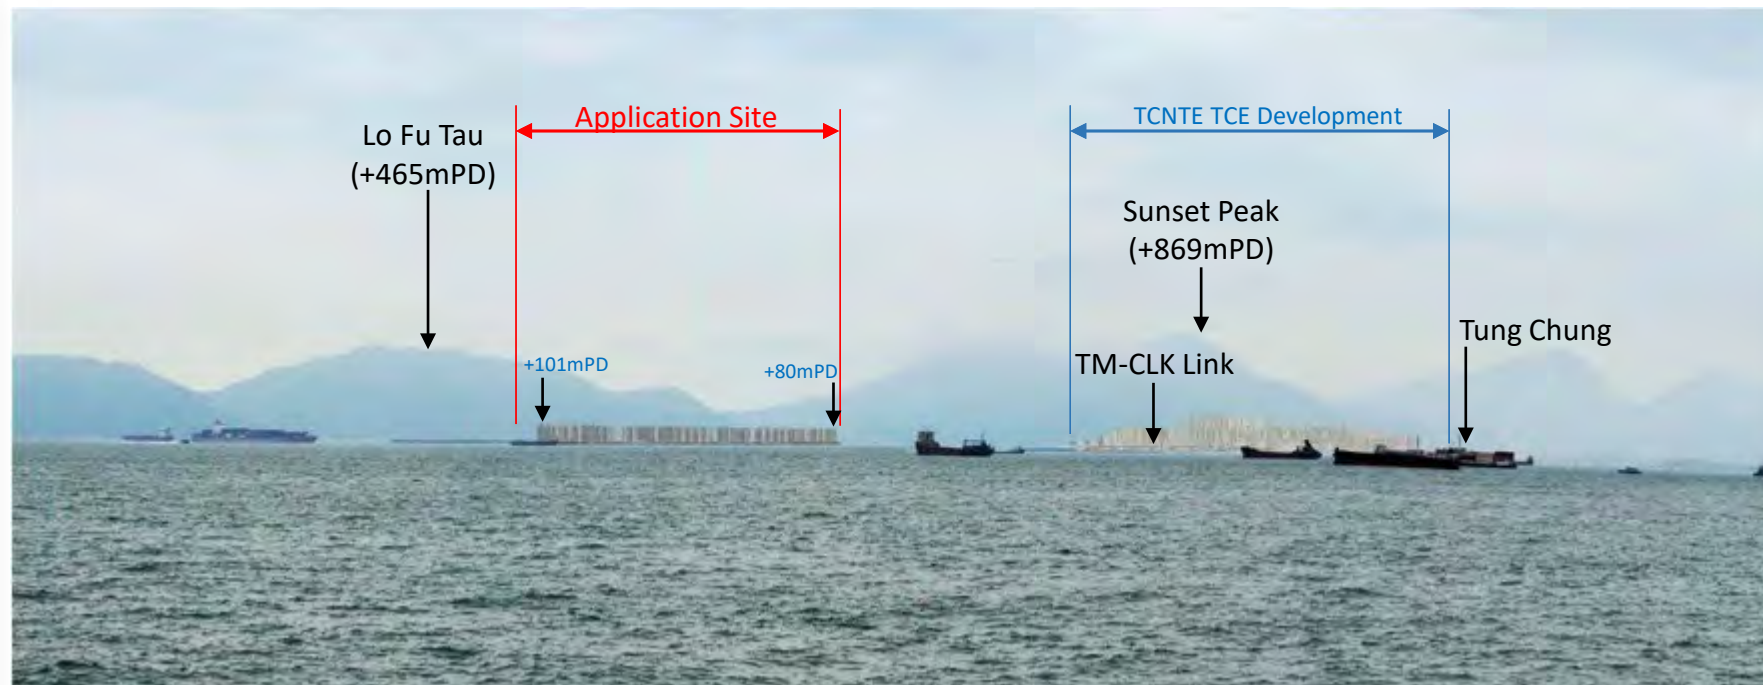 Application Site
TCNTE TCE Development
Lo Fu Tau
(+465mPD)
Sunset Peak
(+869mPD)
Tung Chung
+101mPD
+80mPD
TM-CLK Link